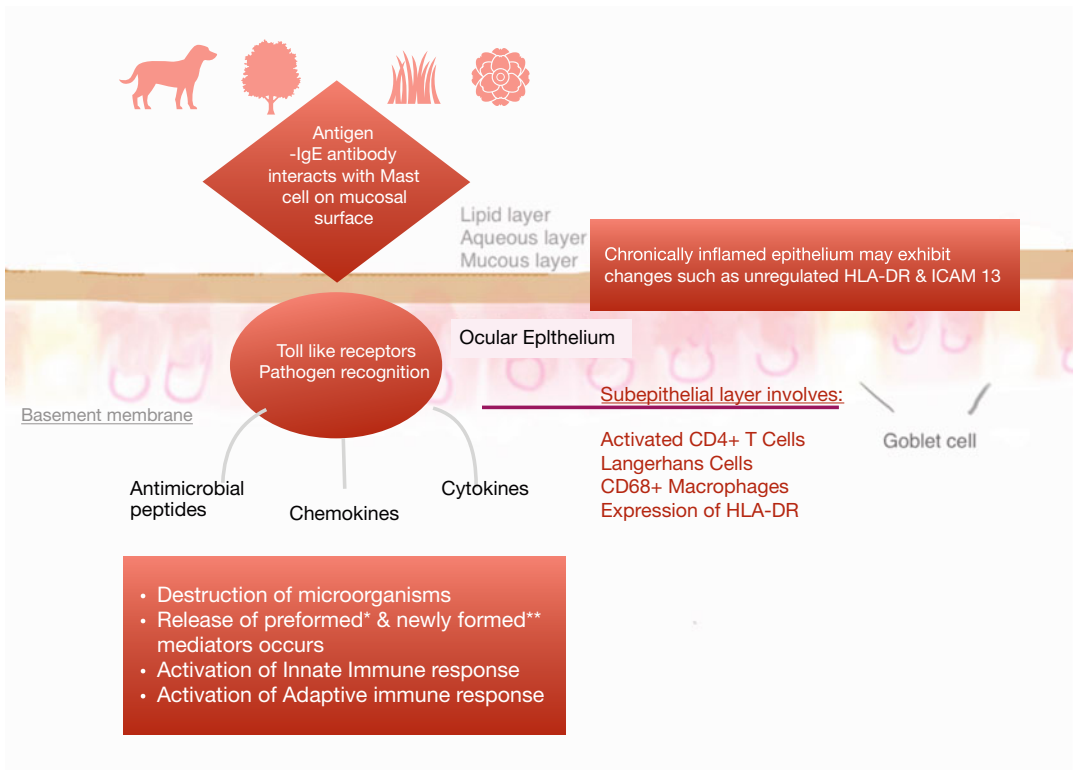 Antigen
-IgE antibody
interacts with Mast
cell on mucosal
surface
Lipid layer
Aqueous layer
Mucous layer
Chronically inflamed epithelium may exhibit
changes such as unregulated HLA-DR & ICAM 13
Toll like receptors
Pathogen recognition
Ocular EpIthelium
Basement membrane
Subepithelial layer involves:
Activated CD4+ T Cells
Langerhans Cells
CD68+ Macrophages
Expression of HLA-DR
Goblet cell
Antimicrobial
peptides
Chemokines
Cytokines
• Destruction of microorganisms
• Release of preformed* & newly formed**
mediators occurs
• Activation of Innate Immune response
• Activation of Adaptive immune response